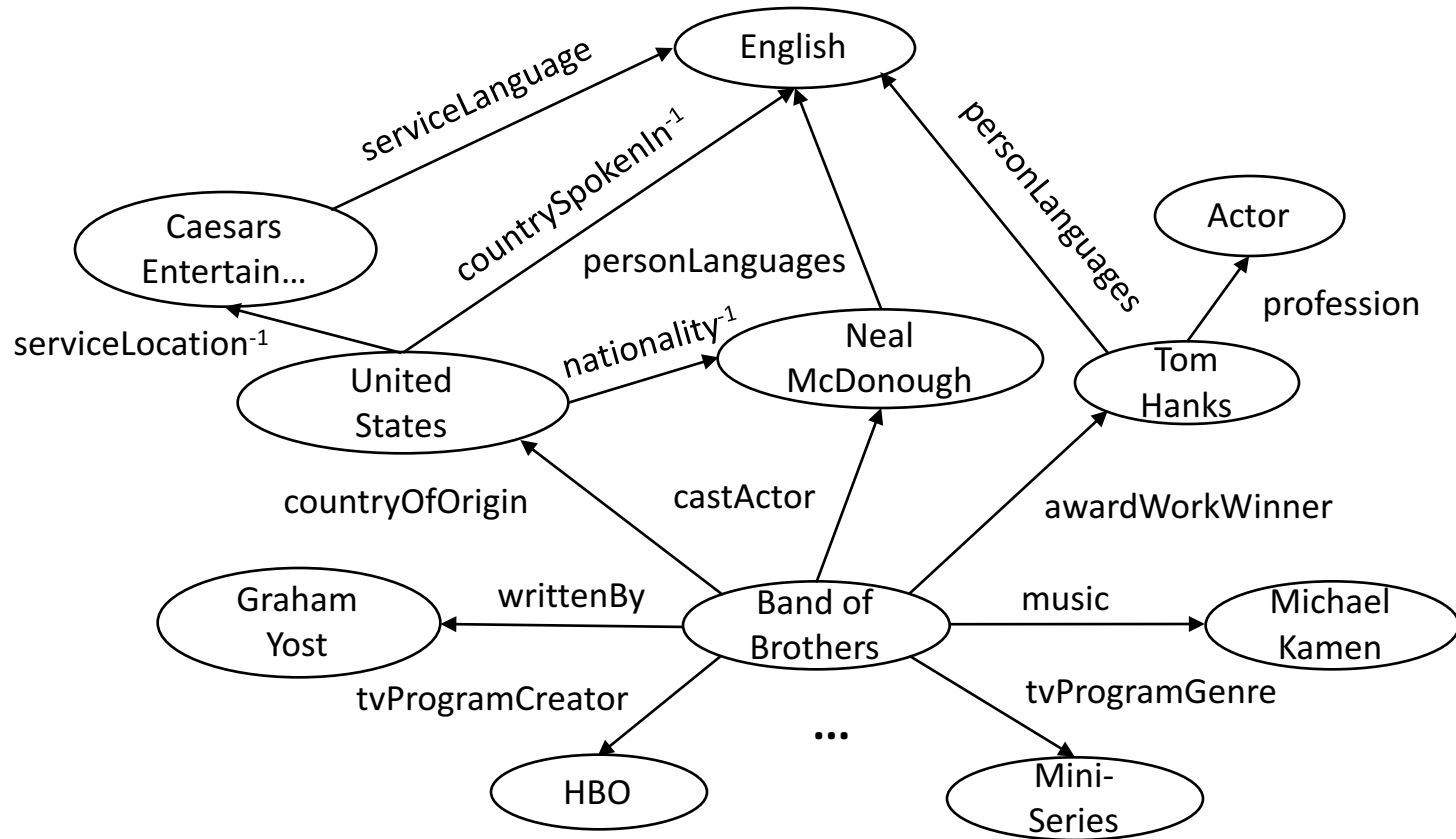 English
serviceLanguage
countrySpokenIn-1
personLanguages
Actor
Caesars
Entertain...
personLanguages
profession
serviceLocation-1
nationality-1
Neal
McDonough
Tom
Hanks
United
States
countryOfOrigin
castActor
awardWorkWinner
Graham
Yost
writtenBy
Band of
Brothers
music
Michael
Kamen
tvProgramCreator
tvProgramGenre
...
HBO
Mini-
Series